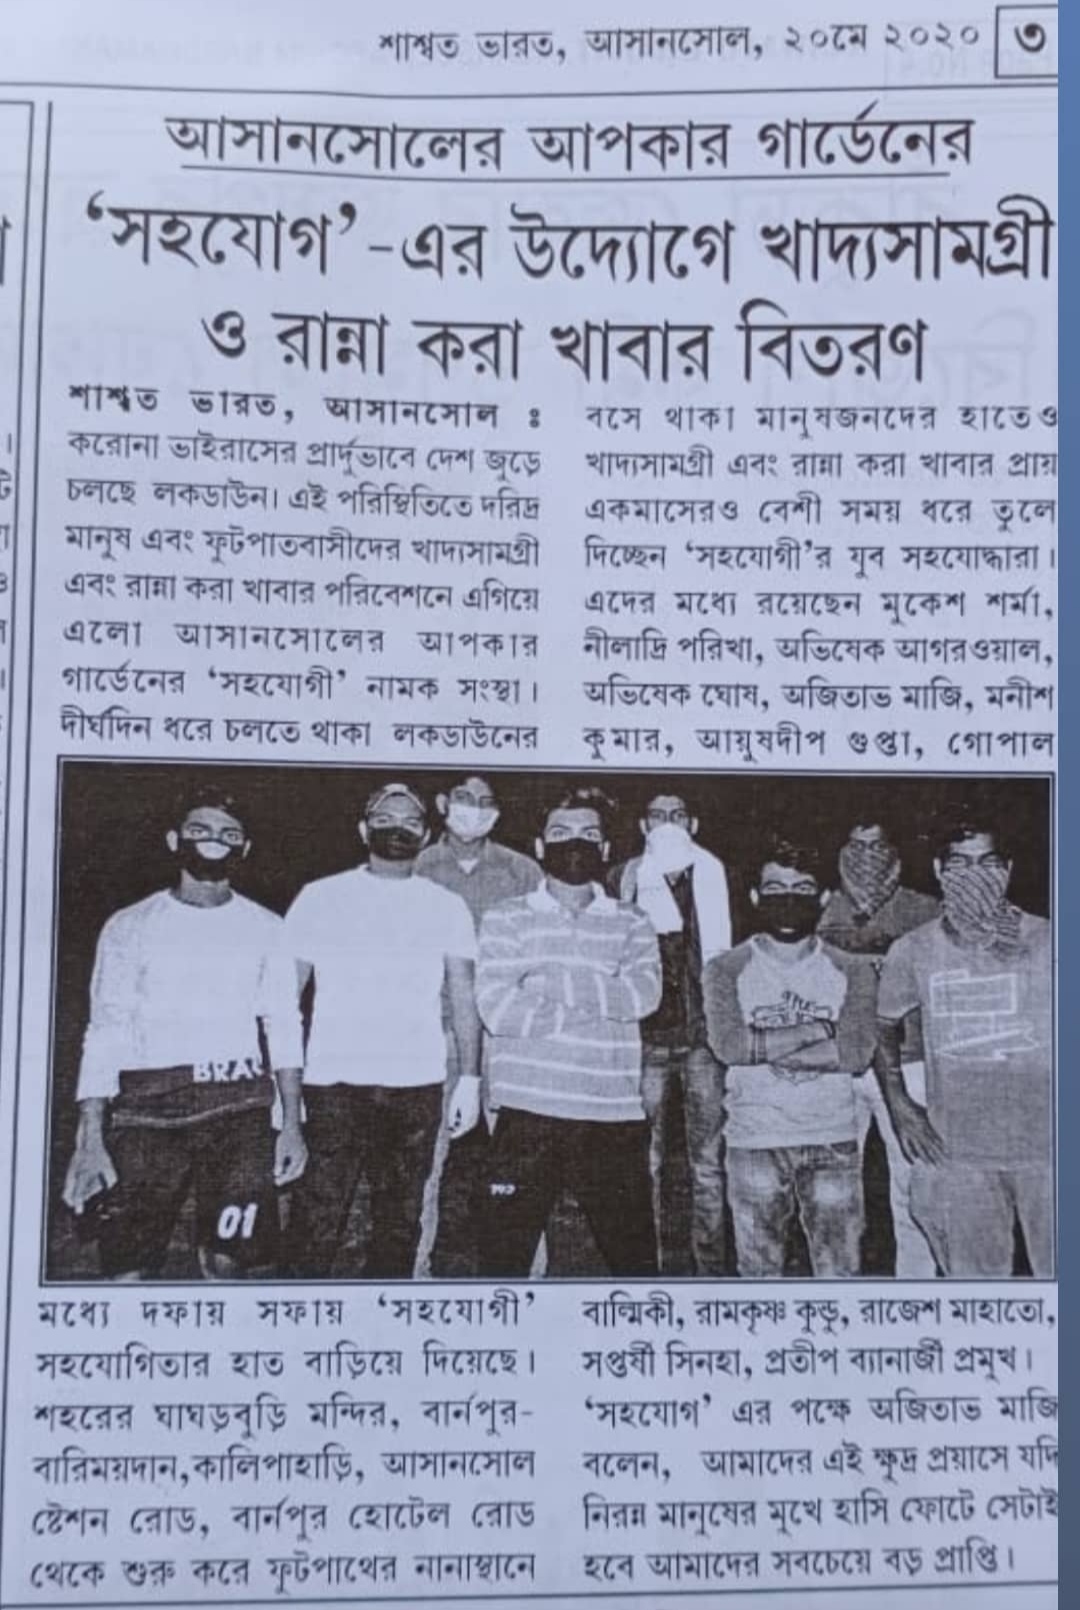 শাশ্বত ভারত, আসানসোল, ২০মে ২০২০ ৩
আসানসোলের আপকার গার্ডেনের
‘সহযোগ’-এর উদ্যোগে খাদ্যসামগ্রী
ও রান্না করা খাবার বিতরণ
শাশ্বত ভারত, আসানসোল ঃ
করোনা ভাইরাসের প্রার্দুভাবে দেশ জুড়ে
চলছে লকডাউন। এই পরিস্থিতিতে দরিদ্র
মানুষ এবং ফুটপাতবাসীদের খাদ্যসামগ্রী
এবং রান্না করা খাবার পরিবেশনে এগিয়ে
এলো আসানসোলের আপকার
গার্ডেনের ‘সহযোগী’ নামক সংস্থা।
দীর্ঘদিন ধরে চলতে থাকা লকডাউনের
মধ্যে দফায় সফায় ‘সহযোগী’
সহযোগিতার হাত বাড়িয়ে দিয়েছে।
শহরের ঘাঘড়বুড়ি মন্দির, বার্নপুর-
বারিময়দান,কালিপাহাড়ি, আসানসোল
ষ্টেশন রোড, বার্নপুর হোটেল রোড
থেকে শুরু করে ফুটপাথের নানাস্থানে
বসে থাকা মানুষজনদের হাতেও
খাদ্যসামগ্রী এবং রান্না করা খাবার প্রায়
একমাসেরও বেশী সময় ধরে তুলে
দিচ্ছেন ‘সহযোগী’র যুব সহযোদ্ধারা।
এদের মধ্যে রয়েছেন মুকেশ শর্মা,
নীলাদ্রি পরিখা, অভিষেক আগরওয়াল,
অভিষেক ঘোষ, অজিতাভ মাজি, মনীশ
কুমার, আয়ুষদীপ গুপ্তা, গোপাল
বাল্মিকী, রামকৃষ্ণ কুন্ডু, রাজেশ মাহাতো,
সপ্তর্ষী সিনহা, প্রতীপ ব্যানার্জী প্রমুখ।
‘সহযোগ’ এর পক্ষে অজিতাভ মাজি
বলেন, আমাদের এই ক্ষুদ্র প্রয়াসে যদি
নিরন্ন মানুষের মুখে হাসি ফোটে সেটাই
হবে আমাদের সবচেয়ে বড় প্রাপ্তি।
01